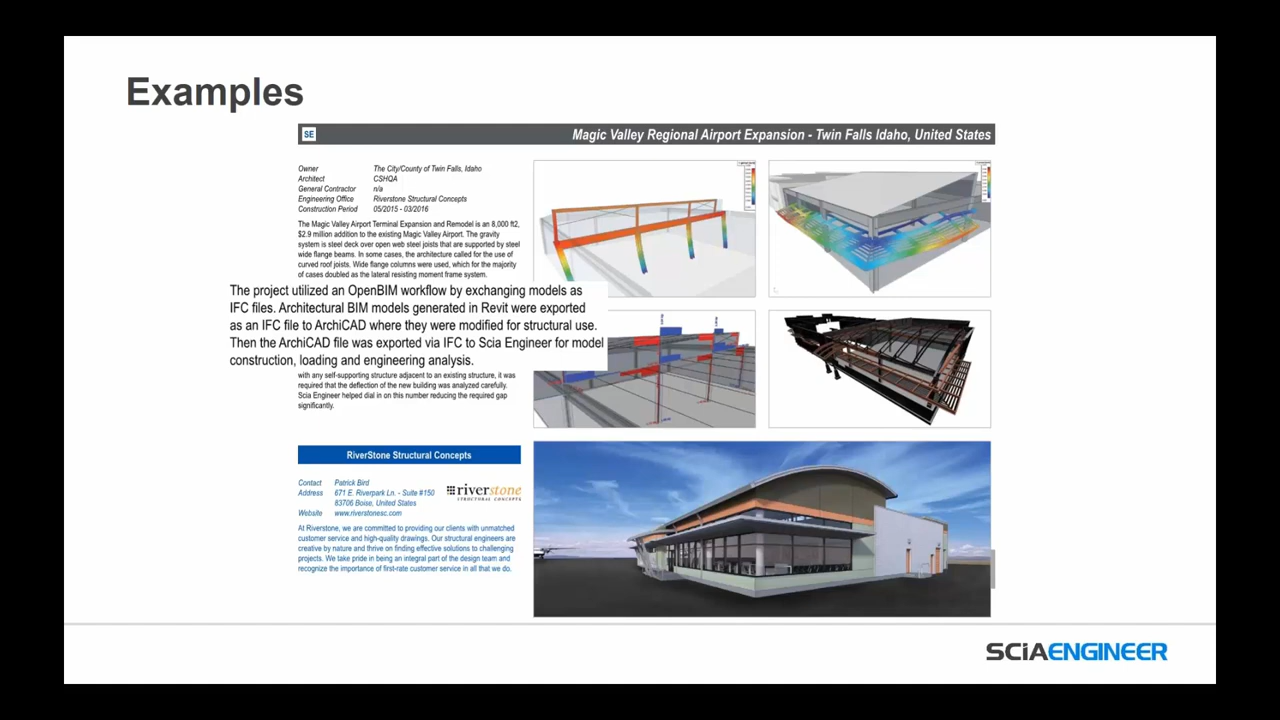 Examples
SE
Magic Valley Regional Airport Expansion - Twin Falls Idaho, United States
Owner The City/County of Twin Falls, Idaho
Architect CSHQA
General Contractor n/a
Engineering Office Riverstone Structural Concepts
Construction Period 05/2015 - 03/2016
The Magic Valley Airport Terminal Expansion and Remodel is an 8,000 ft2,
$2.9 million addition to the existing Magic Valley Airport. The gravity
system is steel deck over open web steel joists that are supported by steel
wide flange beams. In some cases, the architecture called for the use of
curved roof joists. Wide flange columns were used, which for the majority
of cases doubled as the lateral resisting moment frame system.
The project utilized an OpenBIM workflow by exchanging models as
IFC files. Architectural BIM models generated in Revit were exported
as an IFC file to ArchiCAD where they were modified for structural use.
Then the ArchiCAD file was exported via IFC to Scia Engineer for model
construction, loading and engineering analysis.
with any self-supporting structure adjacent to an existing structure, it was
required that the deflection of the new building was analyzed carefully.
Scia Engineer helped dial in on this number reducing the required gap
significantly.
RiverStone Structural Concepts
Contact Patrick Bird
Address 671 E. Riverpark Ln. - Suite #150
83706 Boise, United States
Website www.riverstonesc.com
riverstone
STRUCTURAL CONCEPTS
At Riverstone, we are committed to providing our clients with unmatched
customer service and high-quality drawings. Our structural engineers are
creative by nature and thrive on finding effective solutions to challenging
projects. We take pride in being an integral part of the design team and
recognize the importance of first-rate customer service in all that we do.
SCIAENGINEER